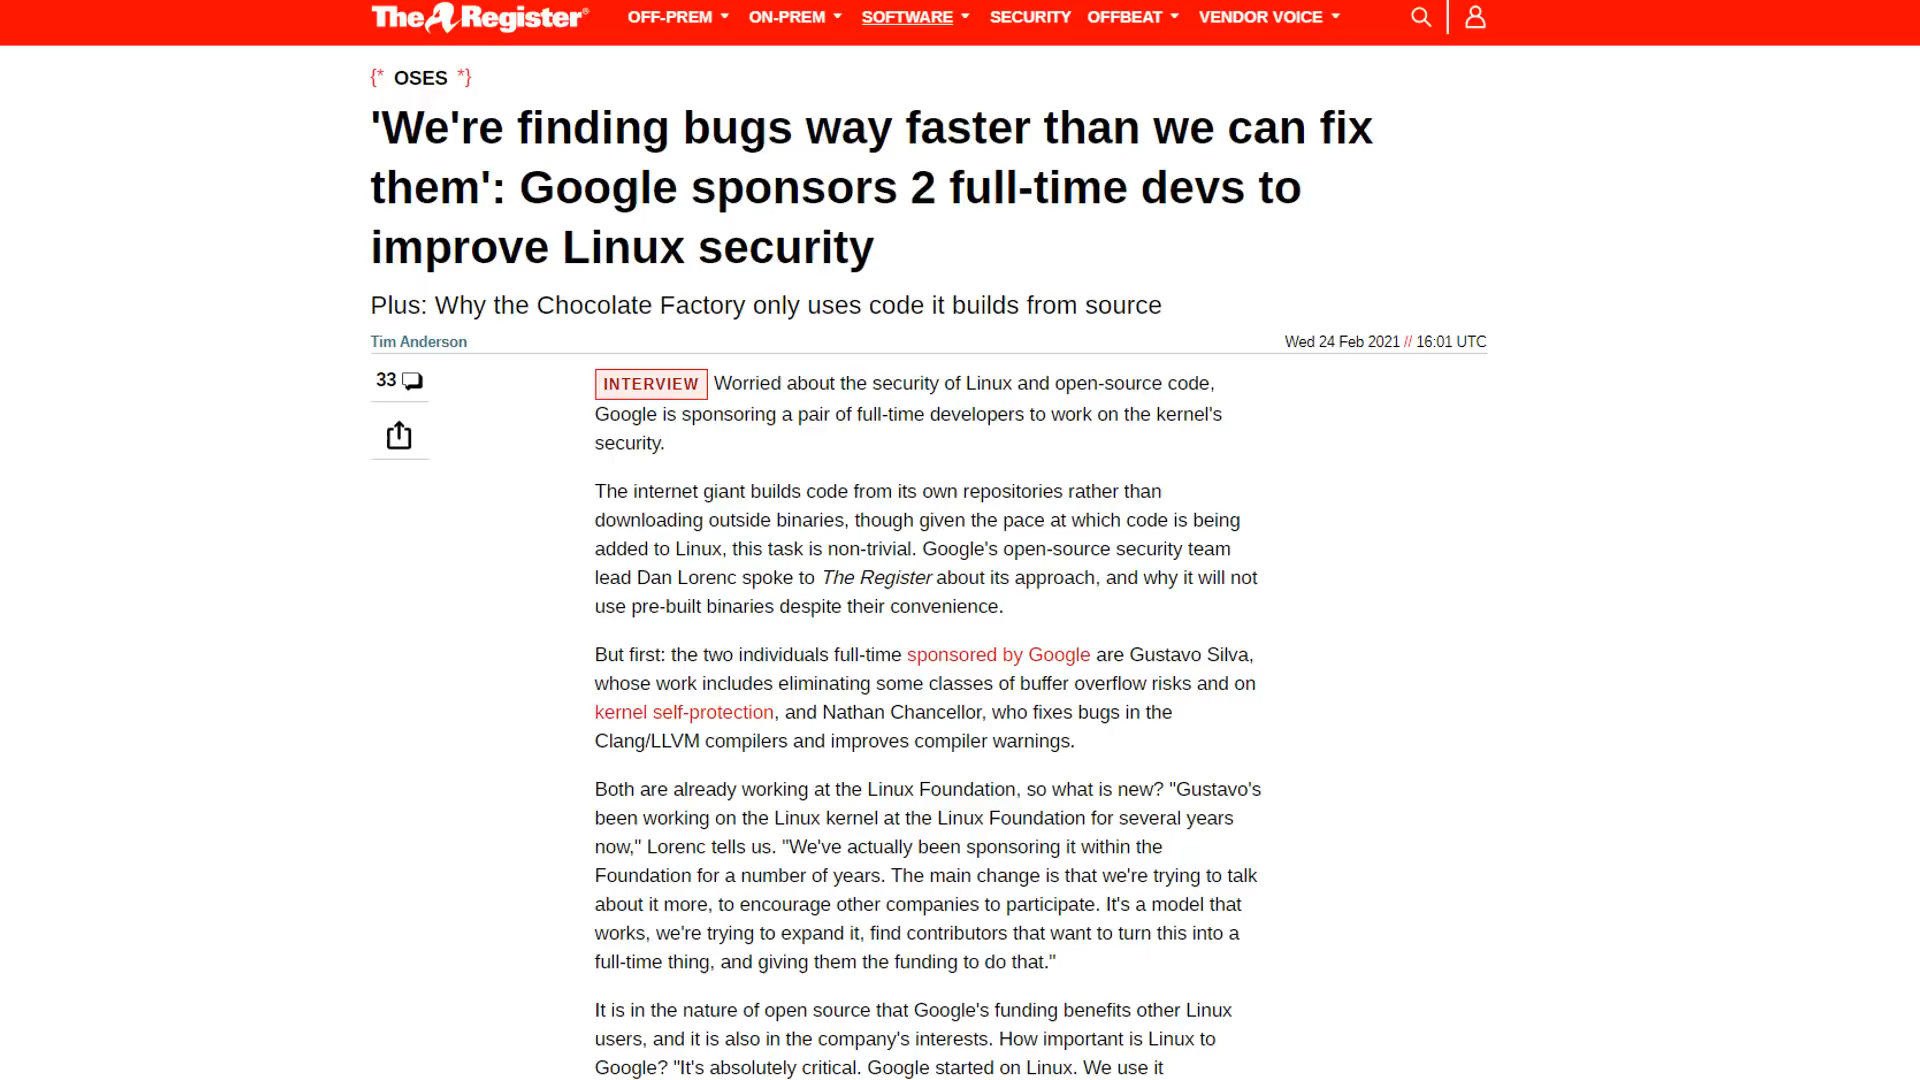 The Register®
OFF-PREM ON-PREM SOFTWARE SECURITY OFFBEAT VENDOR VOICE
{* OSES *}
'We're finding bugs way faster than we can fix
them': Google sponsors 2 full-time devs to
improve Linux security
Plus: Why the Chocolate Factory only uses code it builds from source
Tim Anderson
Wed 24 Feb 2021 // 16:01 UTC
33
INTERVIEW Worried about the security of Linux and open-source code,
Google is sponsoring a pair of full-time developers to work on the kernel's
security.
The internet giant builds code from its own repositories rather than
downloading outside binaries, though given the pace at which code is being
added to Linux, this task is non-trivial. Google's open-source security team
lead Dan Lorenc spoke to The Register about its approach, and why it will not
use pre-built binaries despite their convenience.
But first: the two individuals full-time sponsored by Google are Gustavo Silva,
whose work includes eliminating some classes of buffer overflow risks and on
kernel self-protection, and Nathan Chancellor, who fixes bugs in the
Clang/LLVM compilers and improves compiler warnings.
Both are already working at the Linux Foundation, so what is new? "Gustavo's
been working on the Linux kernel at the Linux Foundation for several years
now," Lorenc tells us. "We've actually been sponsoring it within the
Foundation for a number of years. The main change is that we're trying to talk
about it more, to encourage other companies to participate. It's a model that
works, we're trying to expand it, find contributors that want to turn this into a
full-time thing, and giving them the funding to do that."
It is in the nature of open source that Google's funding benefits other Linux
users, and it is also in the company's interests. How important is Linux to
Google? "It's absolutely critical. Google started on Linux. We use it